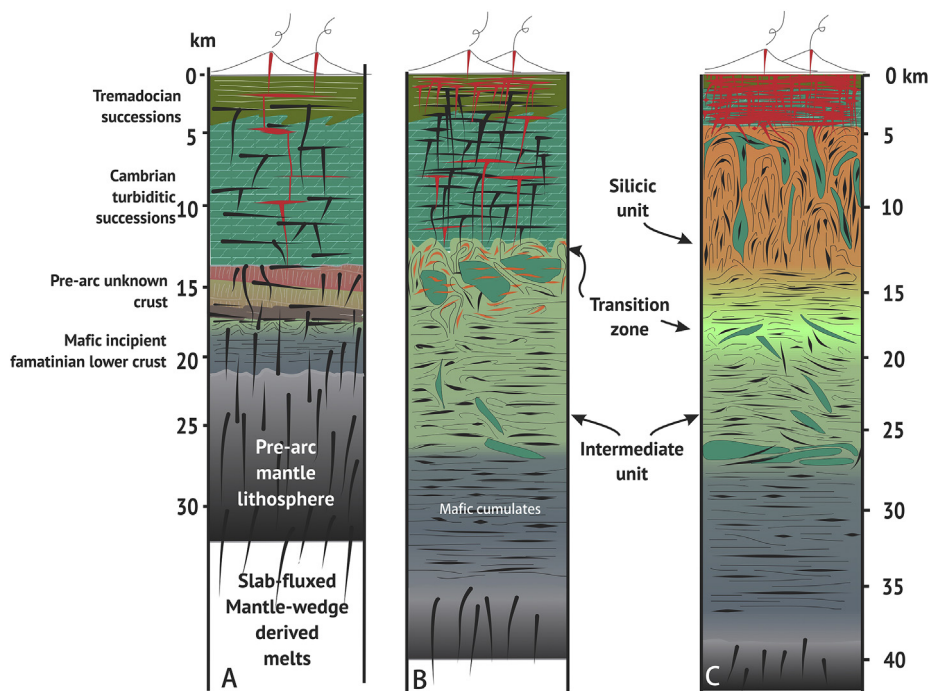 km
0
Tremadocian
successions
5
Cambrian
turbiditic
successions
10
Pre-arc unknown
crust
15
Mafic incipient
famatinian lower crust
20
25
Pre-arc
mantle
lithosphere
30
Slab-fluxed
Mantle-wedge
derived
melts
A
Mafic cumulates
B
Silicic
unit
Transition
zone
Intermediate
unit
0 km
5
10
15
20
25
30
35
40
C